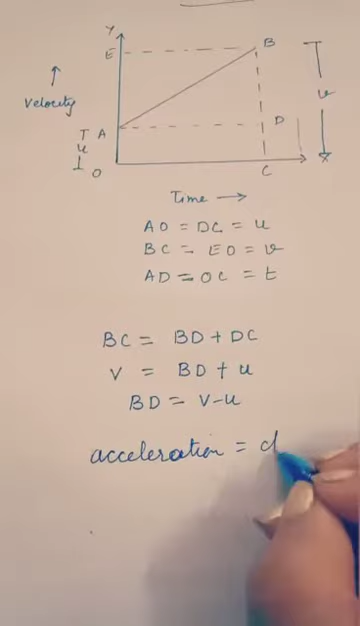 Y
E
B
↑
Velocity
A
D
u
v
O
C
X
Time →
AO = DC = u
BC = EO = v
AD = OC = t
BC = BD + DC
V = BD + u
BD = V-u
acceleration = d